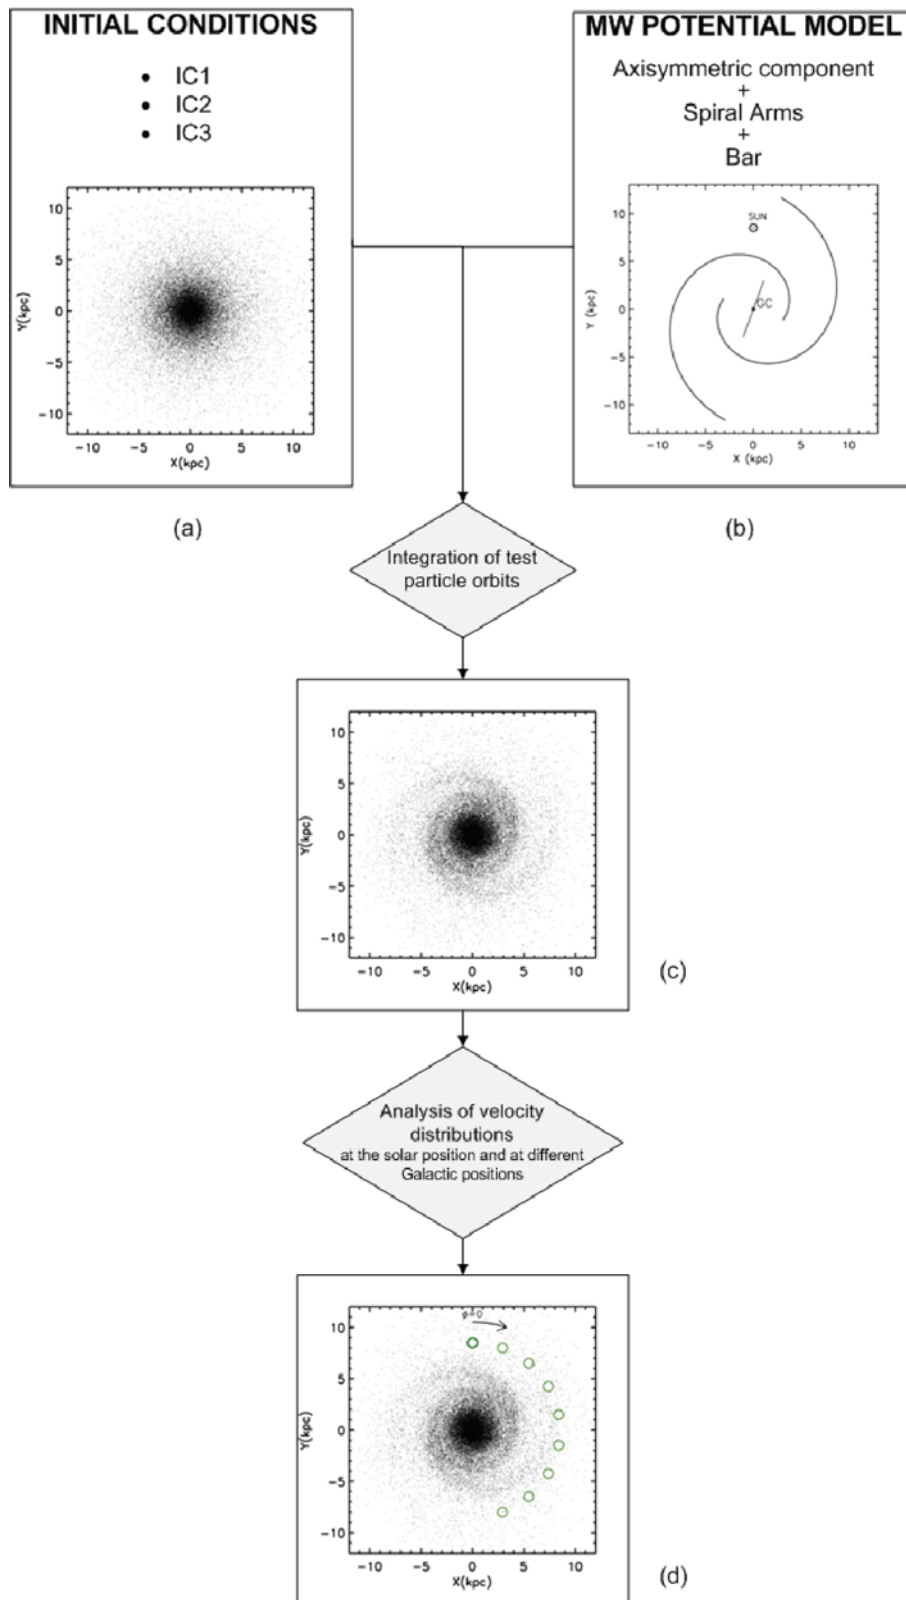 INITIAL CONDITIONS
• IC1
• IC2
• IC3
10
5
0
-5
-10
Y(kpc)
-10 -5 0 5 10
X(kpc)
(a)
MW POTENTIAL MODEL
Axisymmetric component
+
Spiral Arms
+
Bar
10
5
0
-5
-10
Y (kpc)
SUN
GC
-10 -5 0 5 10
X (kpc)
(b)
Integration of test
particle orbits
10
5
0
-5
-10
Y(kpc)
-10 -5 0 5 10
X(kpc)
(c)
Analysis of velocity
distributions
at the solar position and at different
Galactic positions
ϕ=0
10
5
0
-5
-10
Y(kpc)
-10 -5 0 5 10
X(kpc)
(d)